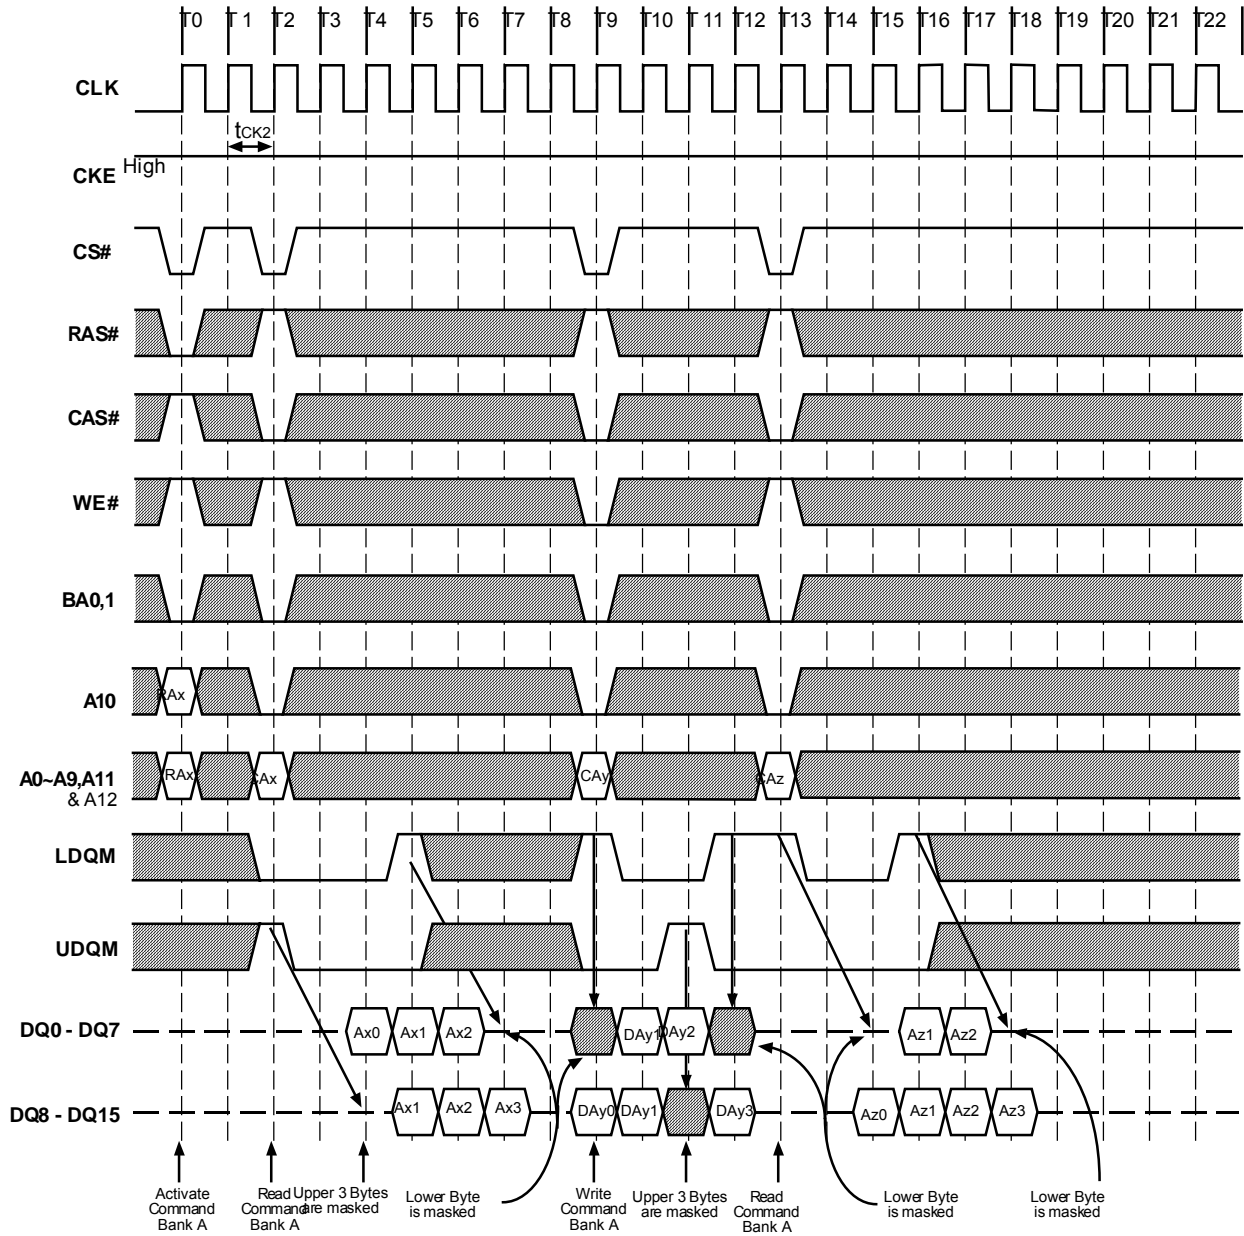 T0 T 1 T2 T3 T4 T5 T6 T7 T8 T9 T10 T 11 T12 T13 T14 T15 T16 T17 T18 T19 T20 T21 T22
CLK
tCK2
High
CKE
CS#
RAS#
CAS#
WE#
BA0,1
A10
RAx
A0~A9,A11
& A12
RAx CAx CAy CAz
LDQM
UDQM
DQ0 - DQ7
Ax0 Ax1 Ax2 DAy1 DAy2 Az1 Az2
DQ8 - DQ15
Ax1 Ax2 Ax3 DAy0 DAy1 DAy3 Az0 Az1 Az2 Az3
Activate
Command
Bank A
Read
Command
Bank A
Upper 3 Bytes
are masked
Lower Byte
is masked
Write
Command
Bank A
Upper 3 Bytes
are masked
Read
Command
Bank A
Lower Byte
is masked
Lower Byte
is masked